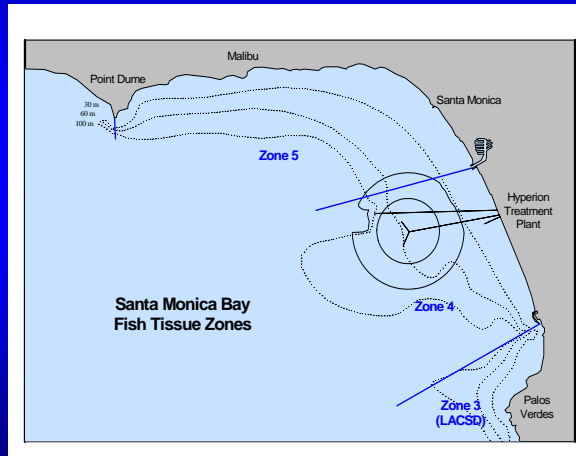 Malibu
Point Dume
30 m
60 m
100 m
Santa Monica
Zone 5
Hyperion
Treatment
Plant
Santa Monica Bay
Fish Tissue Zones
Zone 4
Zone 3
(LACSD)
Palos
Verdes